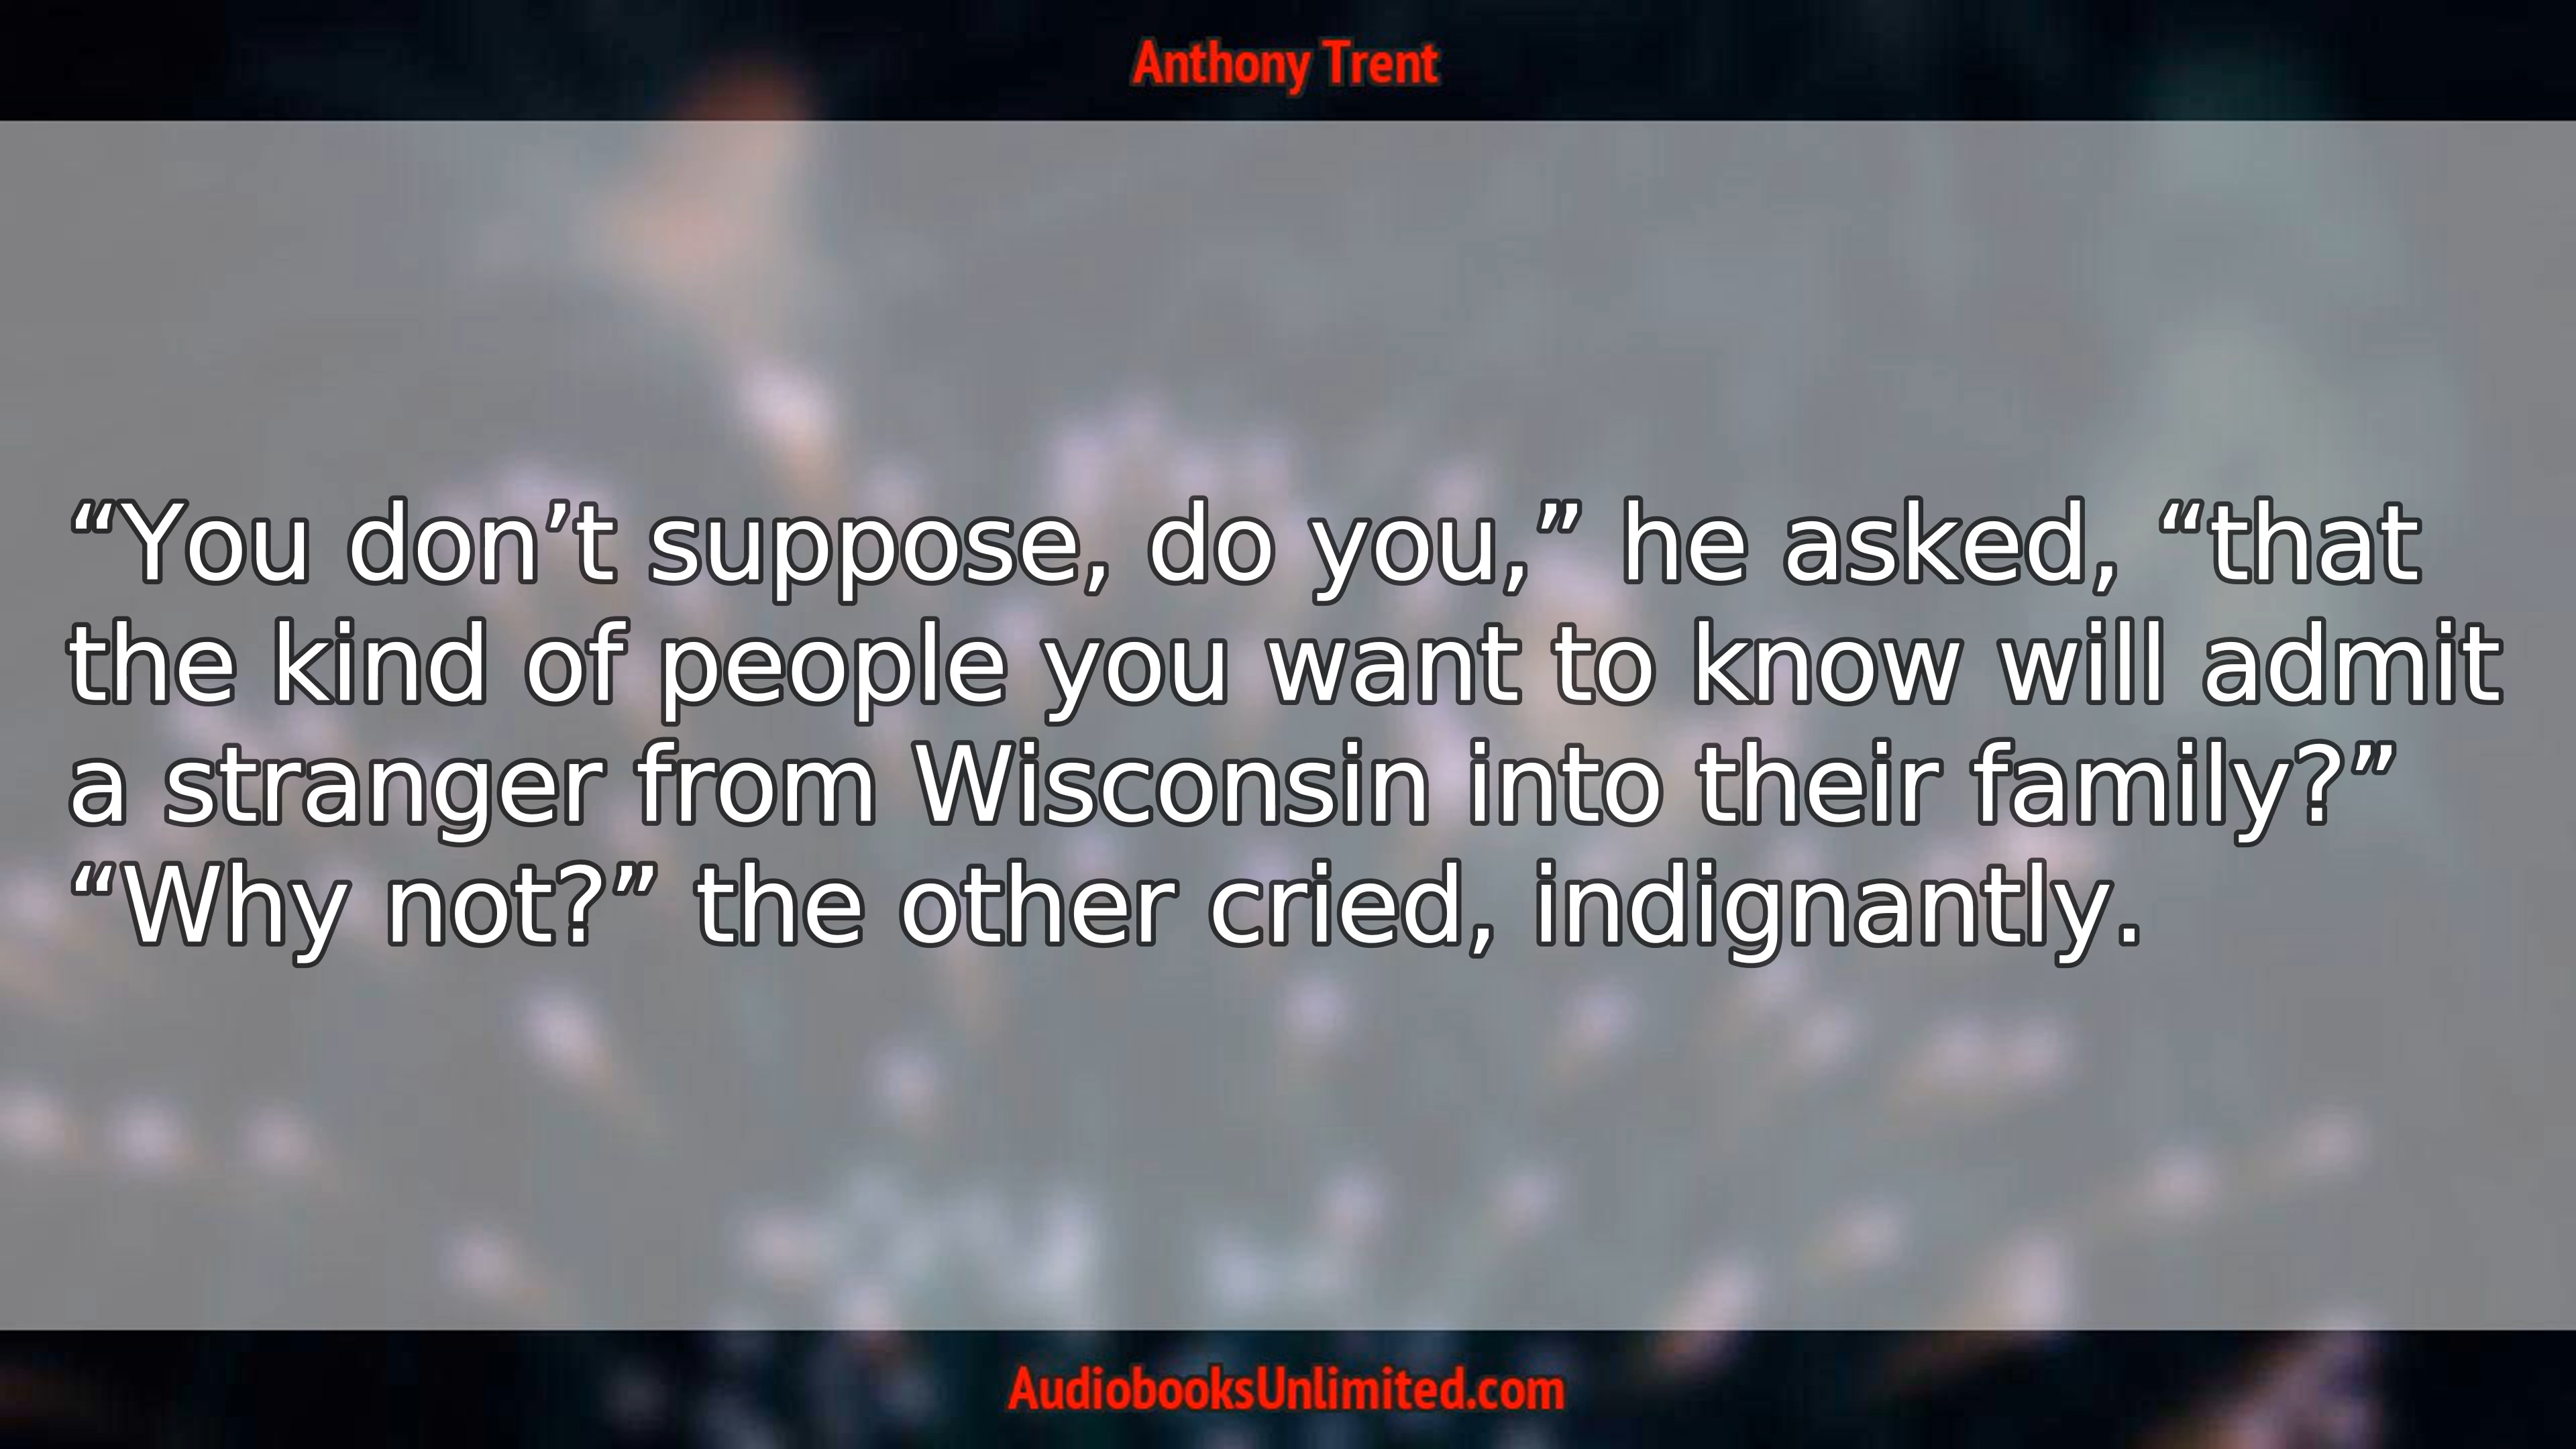 Anthony Trent
“You don’t suppose, do you,” he asked, “that
the kind of people you want to know will admit
a stranger from Wisconsin into their family?”
“Why not?” the other cried, indignantly.
AudiobooksUnlimited.com